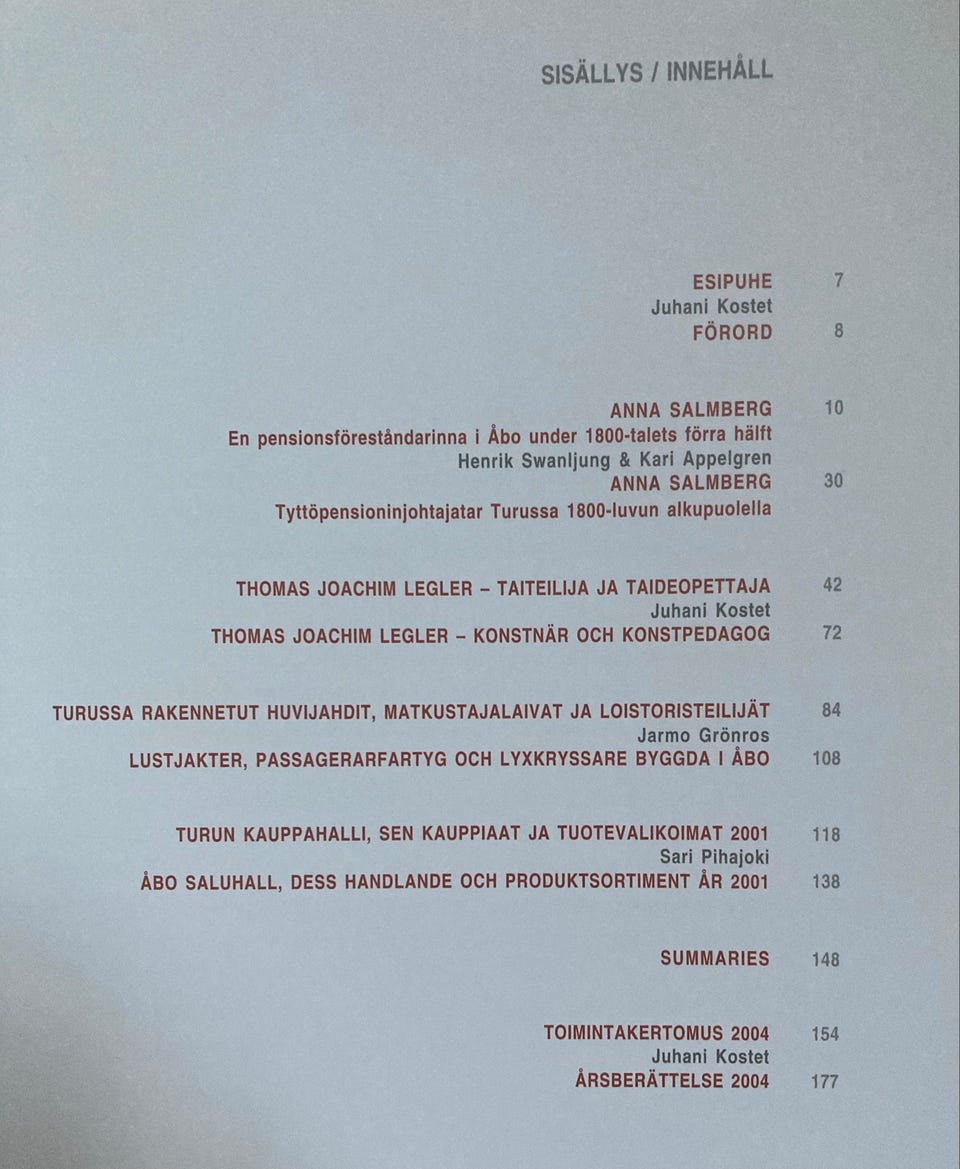 SISÄLLYS / INNEHÅLL
ESIPUHE 7
Juhani Kostet
FÖRORD 8
ANNA SALMBERG 10
En pensionsföreståndarinna i Åbo under 1800-talets förra hälft
Henrik Swanljung & Kari Appelgren
ANNA SALMBERG 30
Tyttöpensioninjohtajatar Turussa 1800-luvun alkupuolella
THOMAS JOACHIM LEGLER – TAITEILIJA JA TAIDEOPETTAJA 42
Juhani Kostet
THOMAS JOACHIM LEGLER – KONSTNÄR OCH KONSTPEDAGOG 72
TURUSSA RAKENNETUT HUVIJAHDIT, MATKUSTAJALAIVAT JA LOISTORISTEILIJÄT 84
Jarmo Grönros
LUSTJAKTER, PASSAGERARFARTYG OCH LYXKRYSSARE BYGGDA I ÅBO 108
TURUN KAUPPAHALLI, SEN KAUPPIAAT JA TUOTEVALIKOIMAT 2001 118
Sari Pihajoki
ÅBO SALUHALL, DESS HANDLANDE OCH PRODUKTSORTIMENT ÅR 2001 138
SUMMARIES 148
TOIMINTAKERTOMUS 2004 154
Juhani Kostet
ÅRSBERÄTTELSE 2004 177